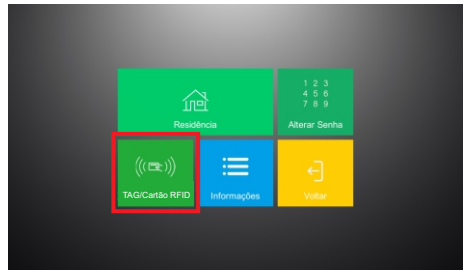 1 2 3
4 5 6
7 8 9
Residência
Alterar Senha
TAG/Cartão RFID
Informações
Voltar